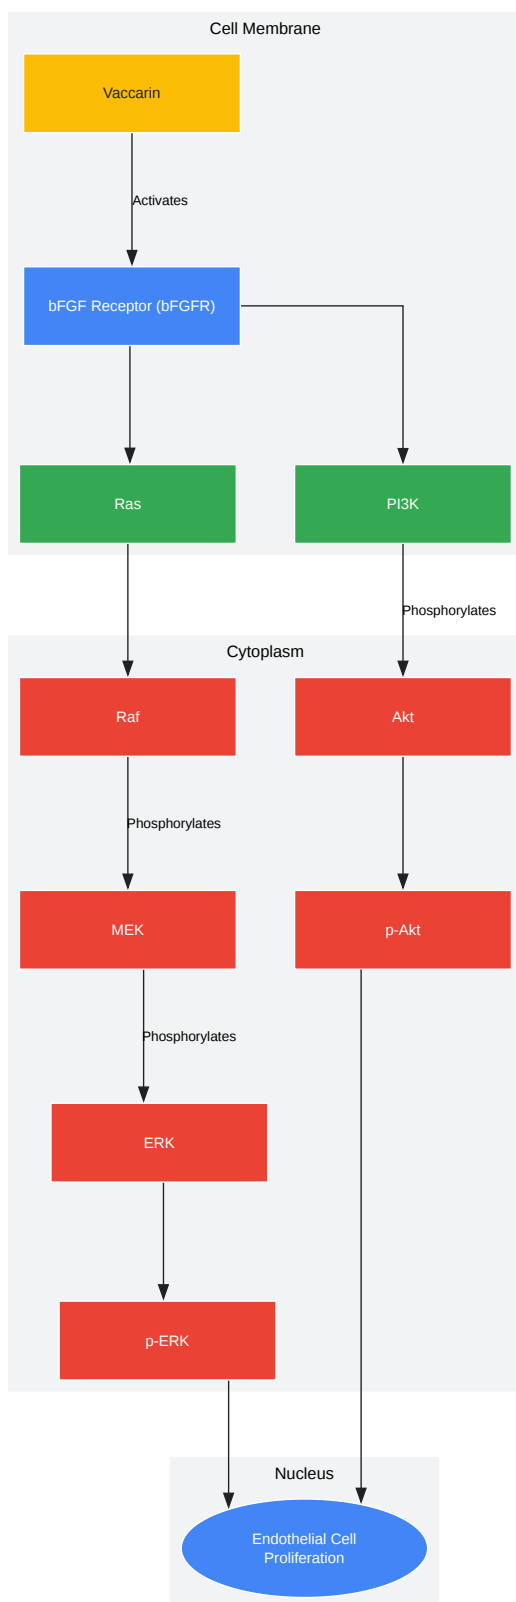 Cell Membrane
Vaccarin
Activates
bFGF Receptor (bFGFR)
Ras
PI3K
Phosphorylates
Cytoplasm
Raf
Akt
Phosphorylates
MEK
p-Akt
Phosphorylates
ERK
p-ERK
Nucleus
Endothelial Cell
Proliferation